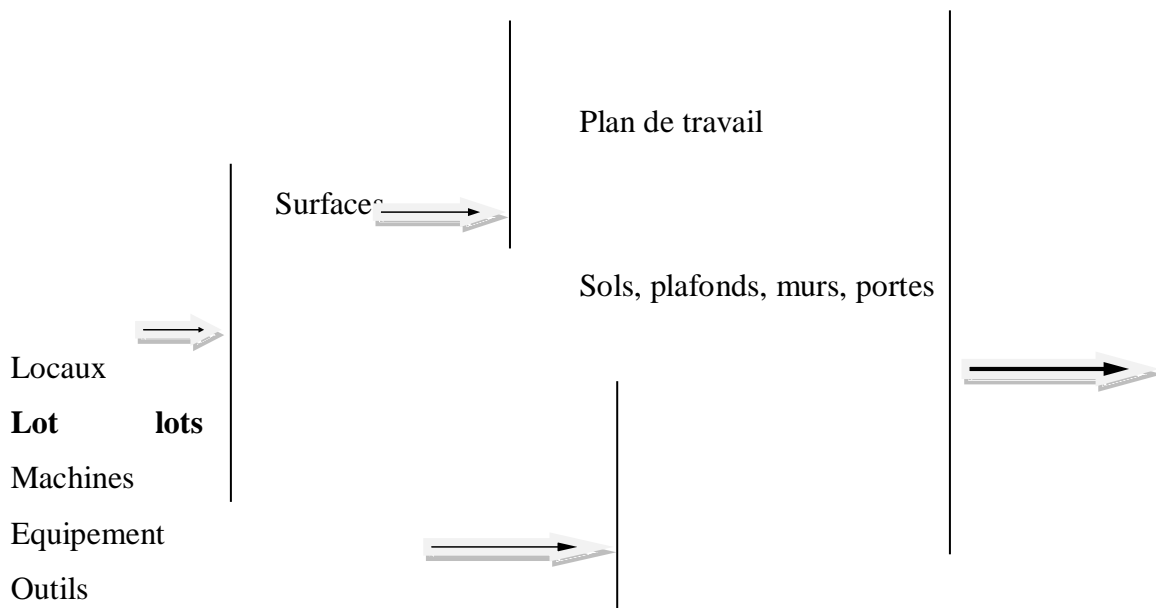 Plan de travail
Surfaces
Sols, plafonds, murs, portes
Locaux
Lot lots
Machines
Equipement
Outils